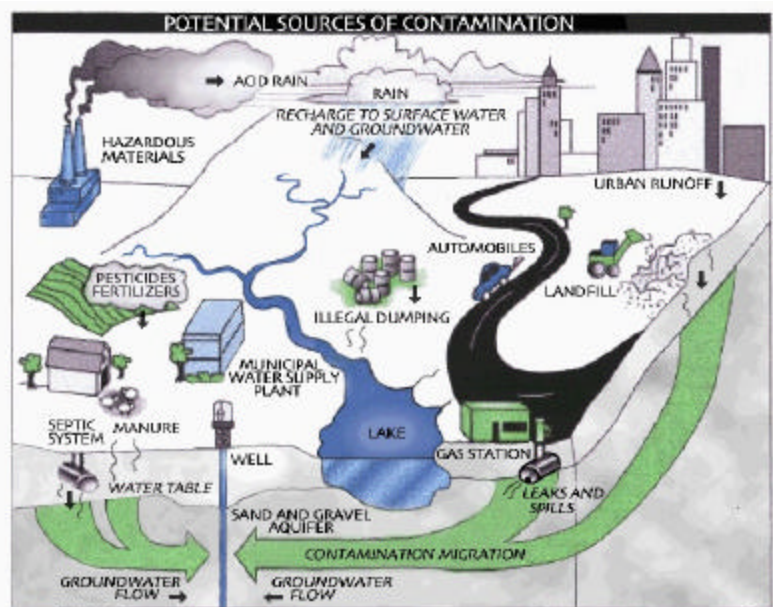 POTENTIAL SOURCES OF CONTAMINATION
ACID RAIN
RAIN
RECHARGE TO SURFACE WATER
AND GROUNDWATER
HAZARDOUS
MATERIALS
URBAN RUNOFF
AUTOMOBILES
PESTICIDES
FERTILIZERS
LANDFILL
ILLEGAL DUMPING
MUNICIPAL
WATER SUPPLY
PLANT
SEPTIC
SYSTEM
MANURE
LAKE
WELL
GAS STATION
WATER TABLE
LEAKS AND
SPILLS
SAND AND GRAVEL
AQUIFER
CONTAMINATION MIGRATION
GROUNDWATER
FLOW
GROUNDWATER
FLOW